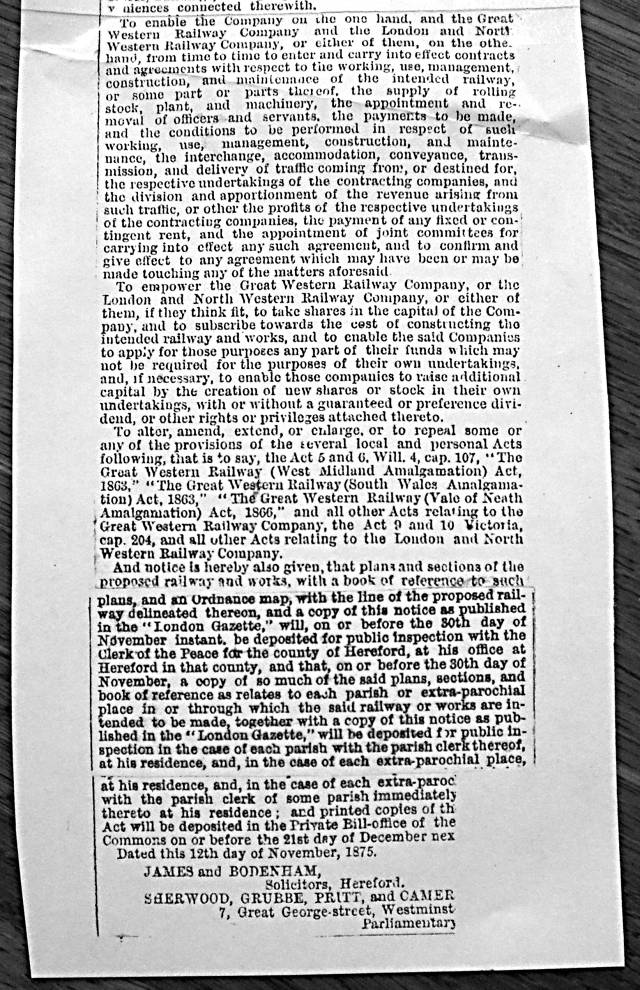 v niences connected therewith.
To enable the Company on the one hand, and the Great
Western Railway Company and the London and North
Western Railway Company, or either of them, on the othe.
hand, from time to time to enter and carry into effect contracts
and agreements with respect to the working, use, management,
construction, and maintenance of the intended railway,
or some part or parts thereof, the supply of rolling
stock, plant, and machinery, the appointment and re-
moval of officers and servants, the payments to be made,
and the conditions to be performed in respect of such
working, use, management, construction, and mainte-
nance, the interchange, accommodation, conveyance, trans-
mission, and delivery of traffic coming from, or destined for,
the respective undertakings of the contracting companies, and
the division and apportionment of the revenue arising from
such traffic, or other the profits of the respective undertakings
of the contracting companies, the payment of any fixed or con-
tingent rent, and the appointment of joint committees for
carrying into effect any such agreement, and to confirm and
give effect to any agreement which may have been or may be
made touching any of the matters aforesaid.
To empower the Great Western Railway Company, or the
London and North Western Railway Company, or either of
them, if they think fit, to take shares in the capital of the Com-
pany, and to subscribe towards the cost of constructing the
intended railway and works, and to enable the said Companies
to apply for those purposes any part of their funds which may
not be required for the purposes of their own undertakings,
and, if necessary, to enable those companies to raise additional
capital by the creation of new shares or stock in their own
undertakings, with or without a guaranteed or preference divi-
dend, or other rights or privileges attached thereto.
To alter, amend, extend, or enlarge, or to repeal some or
any of the provisions of the several local and personal Acts
following, that is to say, the Act 5 and 6, Will. 4, cap. 107, "The
Great Western Railway (West Midland Amalgamation) Act,
1863," "The Great Western Railway (South Wales Amalgama-
tion) Act, 1863," "The Great Western Railway (Vale of Neath
Amalgamation) Act, 1866," and all other Acts relating to the
Great Western Railway Company, the Act 9 and 10 Victoria,
cap. 204, and all other Acts relating to the London and North
Western Railway Company.
And notice is hereby also given, that plans and sections of the
proposed railway and works, with a book of reference to such
plans, and an Ordnance map, with the line of the proposed rail-
way delineated thereon, and a copy of this notice as published
in the "London Gazette," will, on or before the 30th day of
November instant, be deposited for public inspection with the
Clerk of the Peace for the county of Hereford, at his office at
Hereford in that county, and that, on or before the 30th day of
November, a copy of so much of the said plans, sections, and
book of reference as relates to each parish or extra-parochial
place in or through which the said railway or works are in-
tended to be made, together with a copy of this notice as pub-
lished in the "London Gazette," will be deposited for public in-
spection in the case of each parish with the parish clerk thereof,
at his residence, and, in the case of each extra-parochial place,
at his residence, and, in the case of each extra-paroc
with the parish clerk of some parish immediately
thereto at his residence; and printed copies of th
Act will be deposited in the Private Bill-office of the
Commons on or before the 21st day of December nex
Dated this 12th day of November, 1875.
JAMES and BODENHAM,
Solicitors, Hereford.
SHERWOOD, GRUBBE, PRITT, and CAMER
7, Great George-street, Westminst
Parliamentary